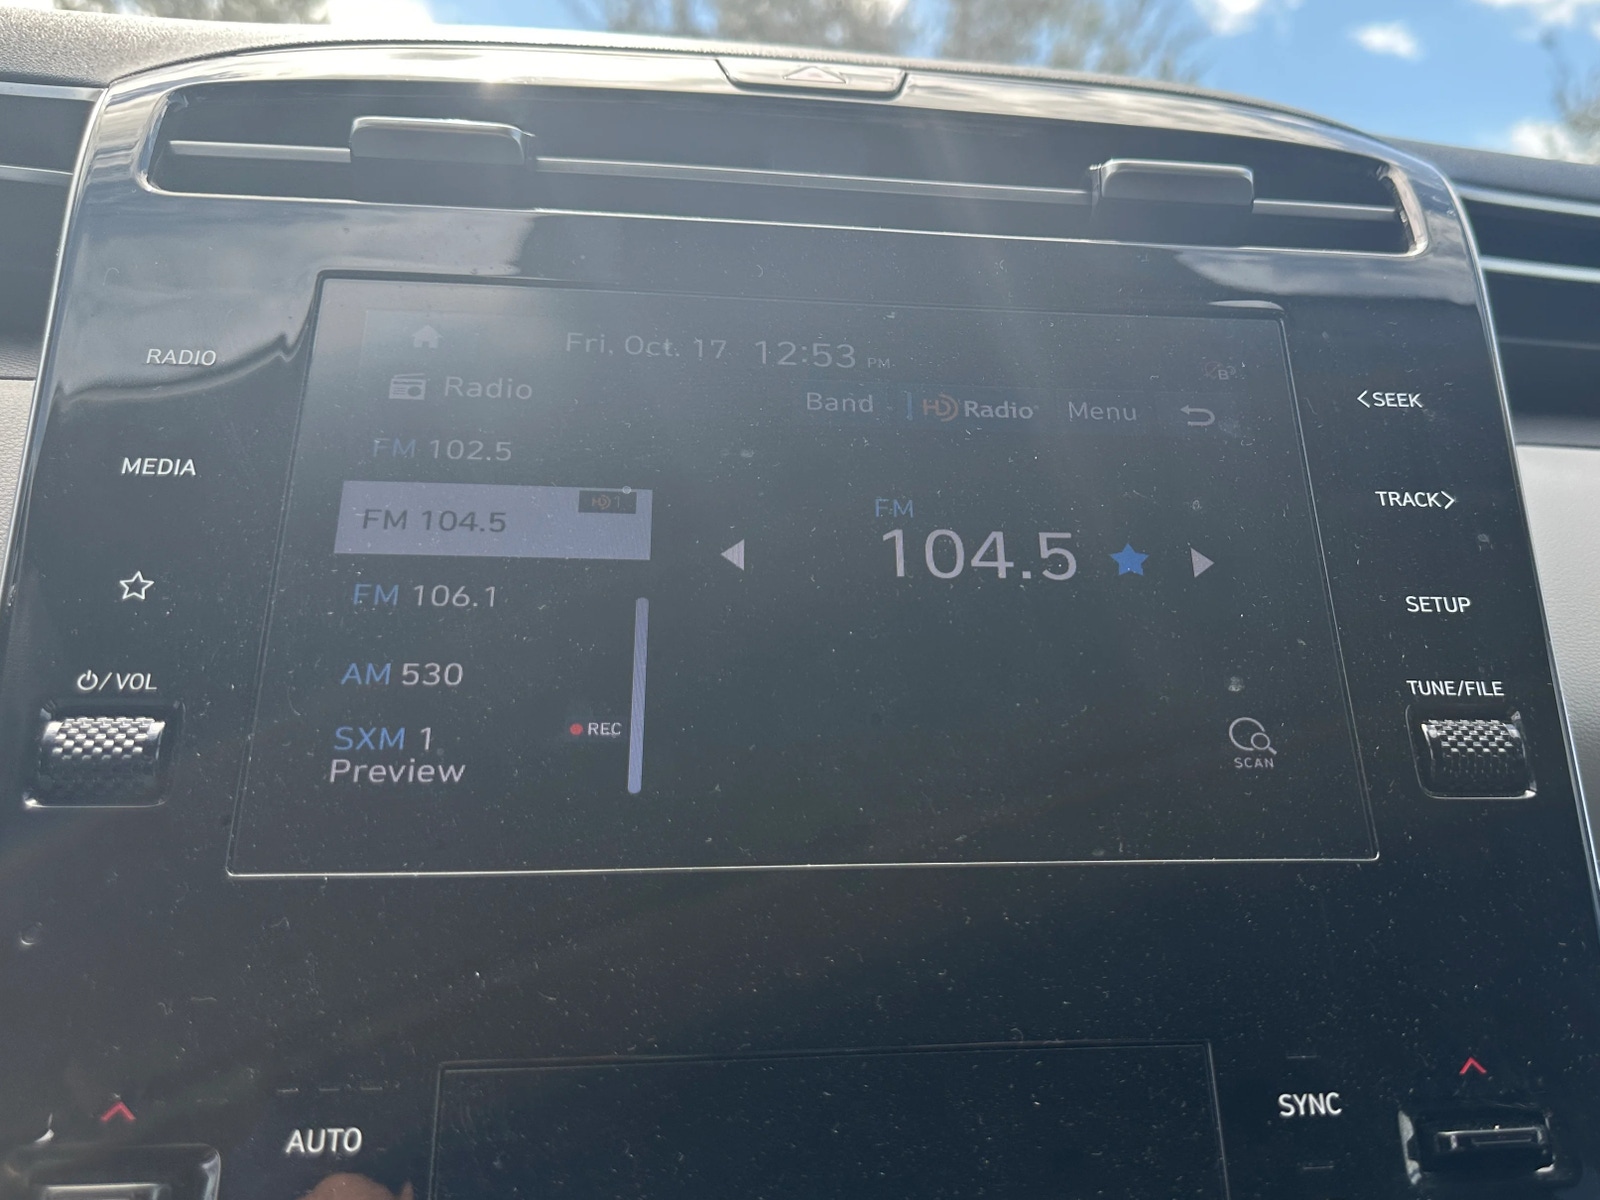 Fri, Oct. 17 12:53 PM
Radio
Band HD Radio Menu
FM 102.5
FM 104.5 HD 1
FM 106.1
AM 530
SXM 1 REC
Preview
FM
104.5
SCAN
RADIO
MEDIA
/ VOL
<SEEK
TRACK>
SETUP
TUNE/FILE
AUTO
SYNC